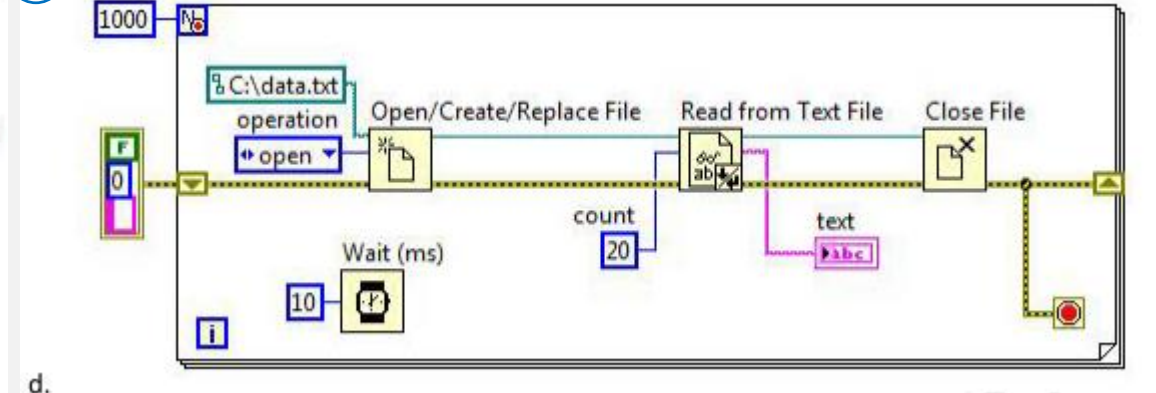 1000
N
C:\data.txt
operation
Open/Create/Replace File
Read from Text File
Close File
F
open
0
ab
count
text
20
abc
Wait (ms)
10
i
d.